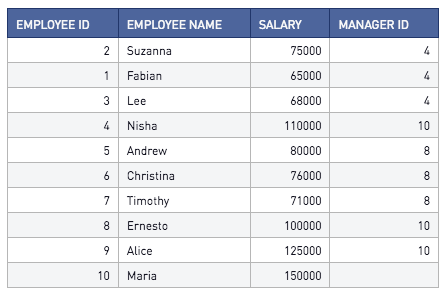 EMPLOYEE ID EMPLOYEE NAME SALARY MANAGER ID
2 Suzanna 75000 4
1 Fabian 65000 4
3 Lee 68000 4
4 Nisha 110000 10
5 Andrew 80000 8
6 Christina 76000 8
7 Timothy 71000 8
8 Ernesto 100000 10
9 Alice 125000 10
10 Maria 150000